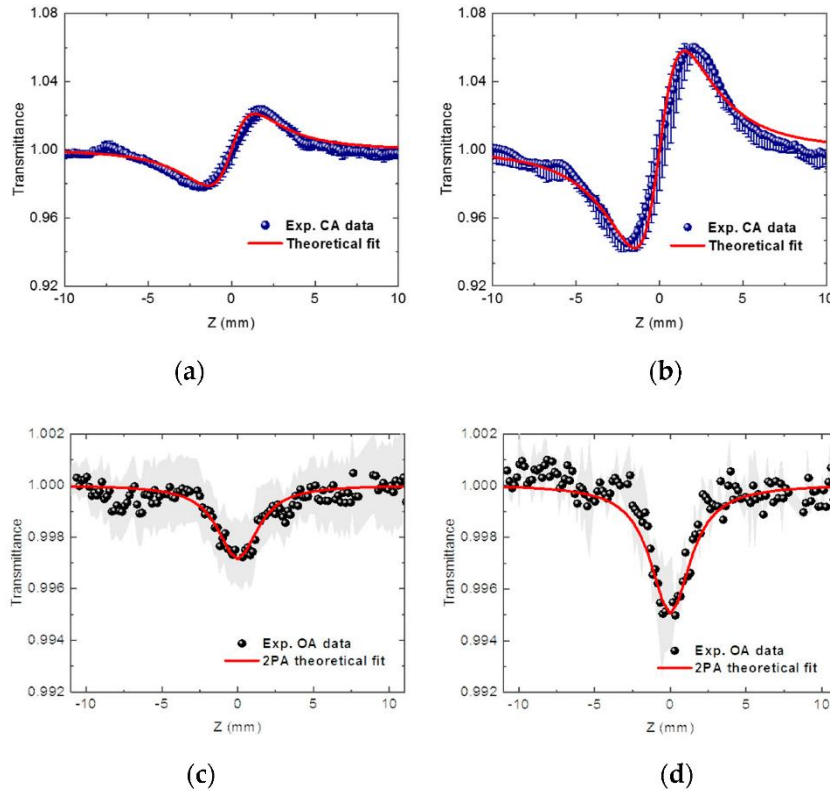 1.08
1.04
1.00
0.96
0.92
Transmittance
Exp. CA data
Theoretical fit
-10 -5 0 5 10
Z (mm)
(a)
1.08
1.04
1.00
0.96
0.92
Transmittance
Exp. CA data
Theoretical fit
-10 -5 0 5 10
Z (mm)
(b)
1.002
1.000
0.998
0.996
0.994
0.992
Transmittance
Exp. OA data
2PA theoretical fit
-10 -5 0 5 10
Z (mm)
(c)
1.002
1.000
0.998
0.996
0.994
0.992
Transmittance
Exp. OA data
2PA theoretical fit
-10 -5 0 5 10
Z (mm)
(d)